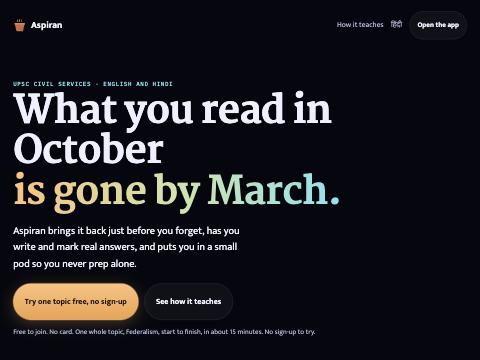 Aspiran
How it teaches
हिंदी
Open the app
UPSC CIVIL SERVICES · ENGLISH AND HINDI
What you read in
October
is gone by March.
Aspiran brings it back just before you forget, has you
write and mark real answers, and puts you in a small
pod so you never prep alone.
Try one topic free, no sign-up
See how it teaches
Free to join. No card. One whole topic, Federalism, start to finish, in about 15 minutes. No sign-up to try.